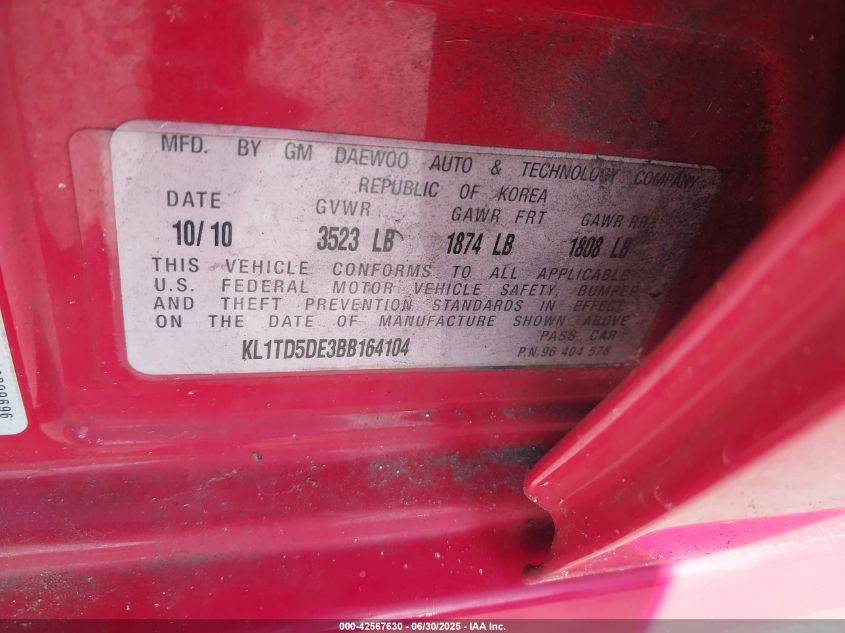 MFD. BY GM DAEWOO AUTO & TECHNOLOGY COMPANY
REPUBLIC OF KOREA
DATE GVWR GAWR FRT GAWR RR
10/10 3523 LB 1874 LB 1808 LB
THIS VEHICLE CONFORMS TO ALL APPLICABLE
U.S. FEDERAL MOTOR VEHICLE SAFETY, BUMPER
AND THEFT PREVENTION STANDARDS IN EFFECT
ON THE DATE OF MANUFACTURE SHOWN ABOVE
PASS CAR
KL1TD5DE3BB164104 P.N.96 404 578
000-42567630 - 06/30/2025 - IAA Inc.